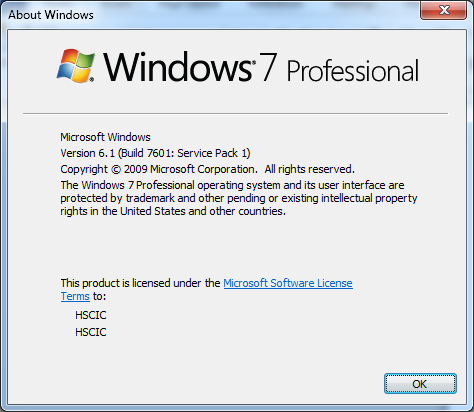 About Windows
Windows 7 Professional
Microsoft Windows
Version 6.1 (Build 7601: Service Pack 1)
Copyright © 2009 Microsoft Corporation. All rights reserved.
The Windows 7 Professional operating system and its user interface are
protected by trademark and other pending or existing intellectual property
rights in the United States and other countries.
This product is licensed under the Microsoft Software License
Terms to:
HSCIC
HSCIC
OK